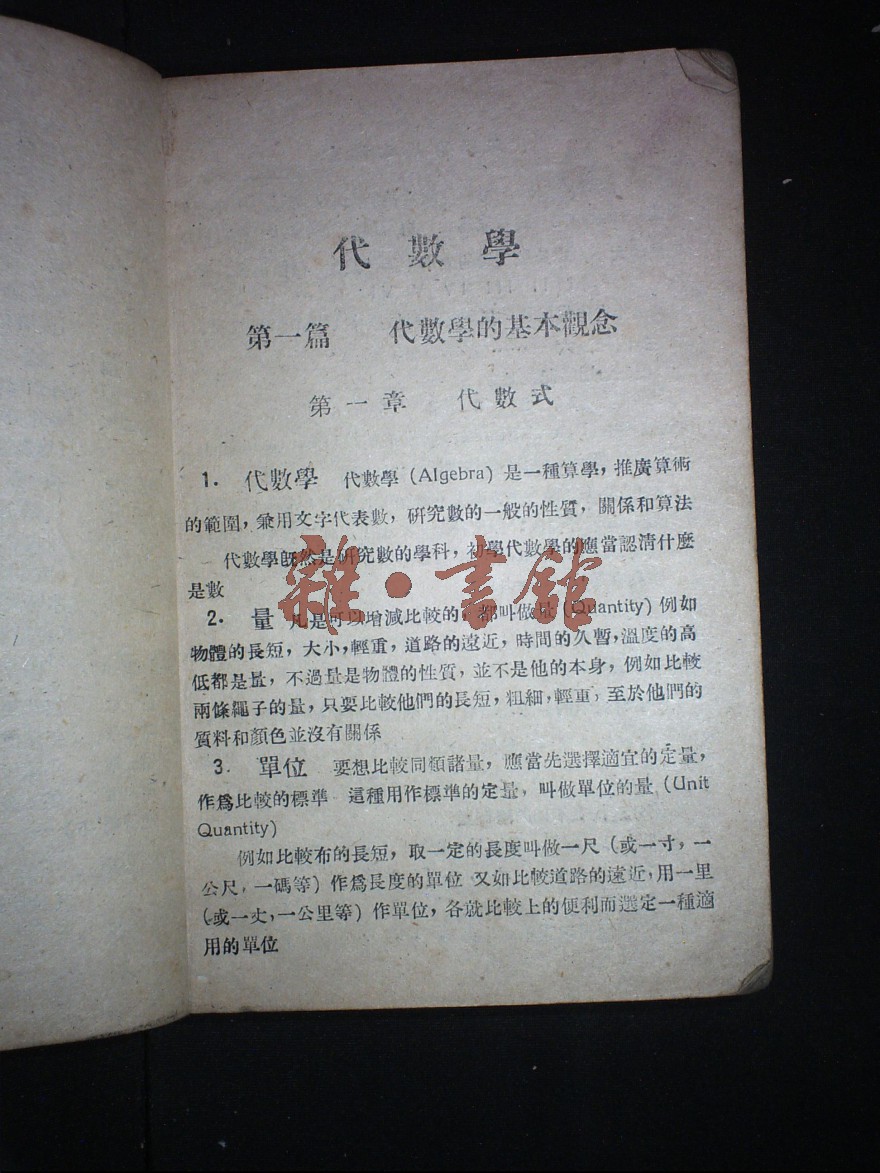 代數學
第一篇 代數學的基本觀念
第一章 代數式
1. 代數學 代數學 (Algebra) 是一種算學，推廣算術
的範圍，兼用文字代表數，研究數的一般的性質，關係和算法
代數學既然是研究數的學科，初學代數學的應當認清什麼
是數
2. 量 凡是可以增減比較的，都叫做量 (Quantity) 例如
物體的長短，大小，輕重，道路的遠近，時間的久暫，溫度的高
低都是量，不過量是物體的性質，並不是他的本身，例如比較
兩條繩子的量，只要比較他們的長短，粗細，輕重，至於他們的
質料和顏色並沒有關係
3. 單位 要想比較同類諸量，應當先選擇適宜的定量，
作爲比較的標準 這種用作標準的定量，叫做單位的量 (Unit
Quantity)
例如比較布的長短，取一定的長度叫做一尺 (或一寸，一
公尺，一碼等) 作爲長度的單位 又如比較道路的遠近，用一里
(或一丈，一公里等) 作單位，各就比較上的便利而選定一種適
用的單位
雜·書館